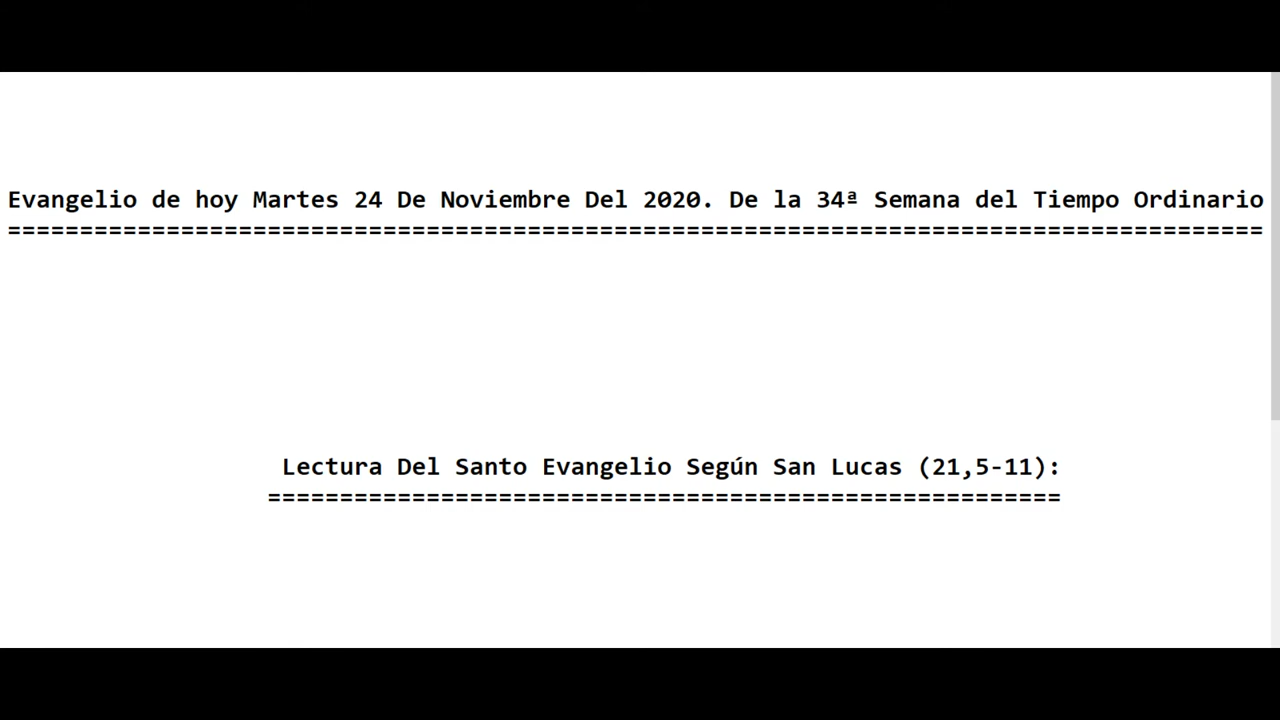 Evangelio de hoy Martes 24 De Noviembre Del 2020. De la 34ª Semana del Tiempo Ordinario
=======================================================================================
Lectura Del Santo Evangelio Según San Lucas (21,5-11):
=======================================================